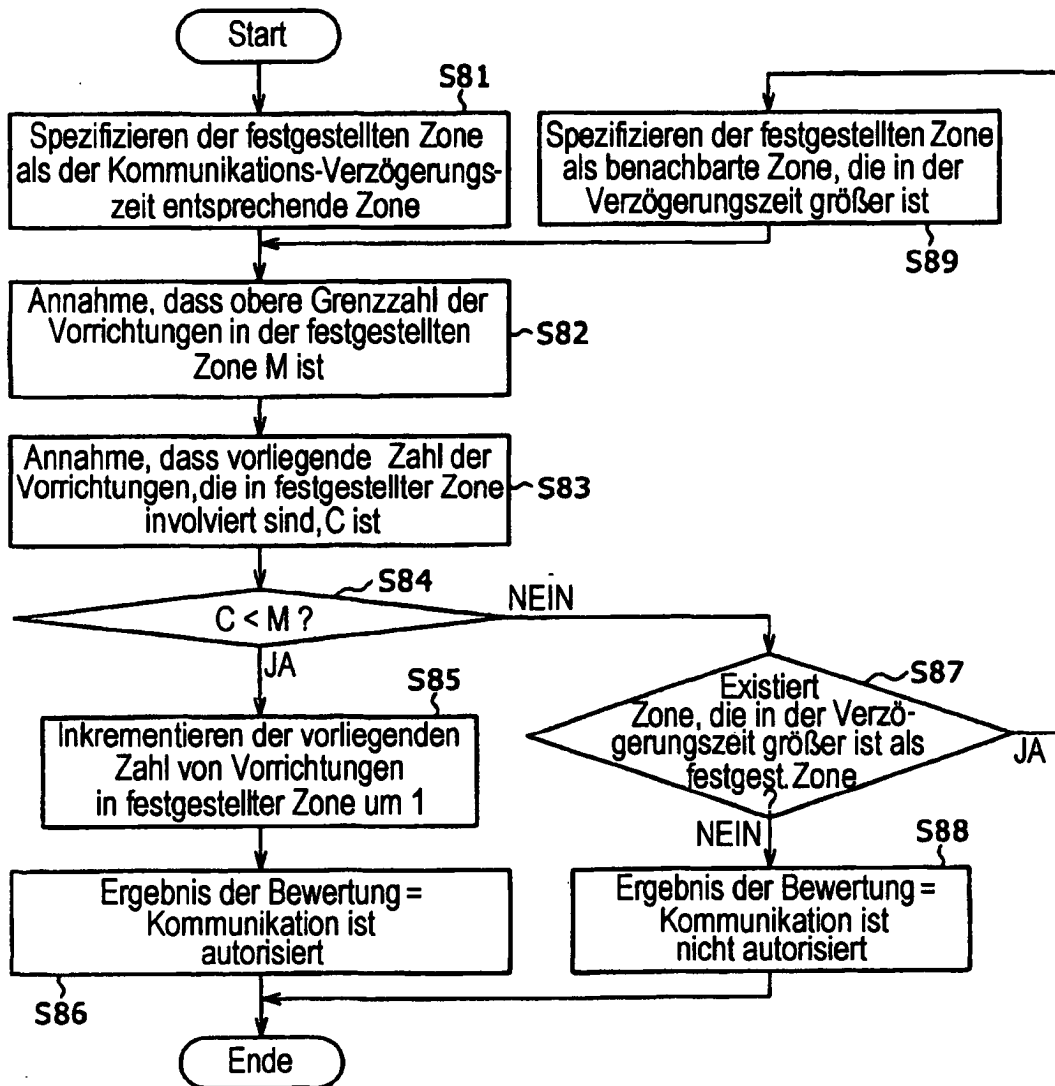 Start
S81
Spezifizieren der festgestellten Zone
als der Kommunikations-Verzögerungs-
zeit entsprechende Zone
Spezifizieren der festgestellten Zone
als benachbarte Zone, die in der
Verzögerungszeit größer ist
S89
Annahme, dass obere Grenzzahl der
Vorrichtungen in der festgestellten
Zone M ist
S82
Annahme, dass vorliegende Zahl der
Vorrichtungen, die in festgestellter Zone
involviert sind, C ist
S83
S84
C < M ?
NEIN
JA
S85
Inkrementieren der vorliegenden
Zahl von Vorrichtungen
in festgestellter Zone um 1
S87
Existiert
Zone, die in der Verzö-
gerungszeit größer ist als
festgest. Zone
?
JA
NEIN
S88
Ergebnis der Bewertung =
Kommunikation ist
autorisiert
S86
Ergebnis der Bewertung =
Kommunikation ist
nicht autorisiert
Ende